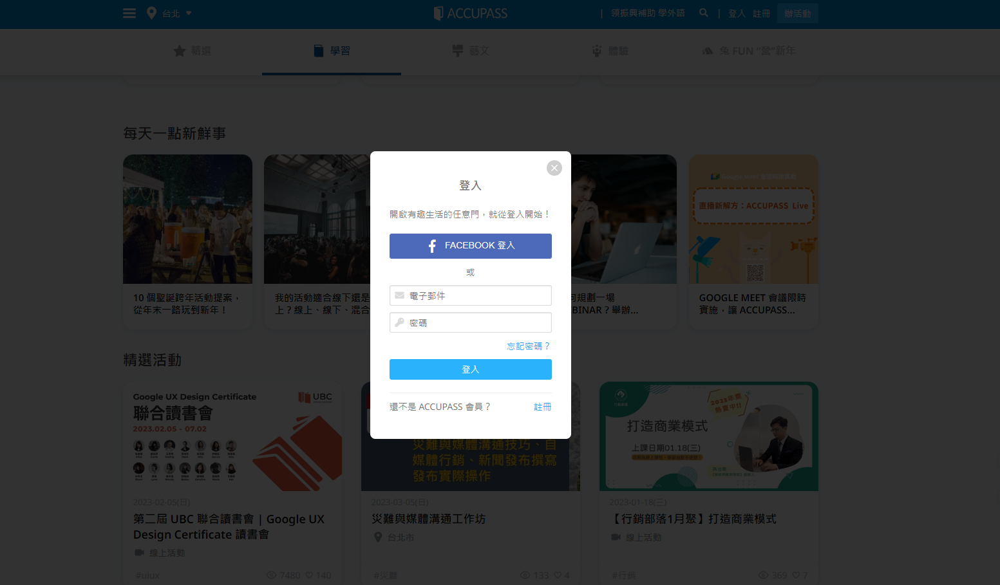 台北
ACCUPASS
領振興補助 學外語
登入
註冊
辦活動
精選
學習
藝文
體驗
兔 FUN "營"新年
每天一點新鮮事
10 個聖誕跨年活動提案，
從年末一路玩到新年！
我的活動適合線下還是
上？線上、線下、混合
何規劃一場
BINAR？舉辦...
直播新解方：ACCUPASS Live
GOOGLE MEET 會議限時
實施，讓 ACCUPASS...
登入
開啟有趣生活的任意門，就從登入開始！
FACEBOOK 登入
或
電子郵件
密碼
忘記密碼？
登入
還不是 ACCUPASS 會員？
註冊
精選活動
Google UX Design Certificate
UBC
聯合讀書會
2023.02.05 - 07.02
2023-02-05(日)
第二屆 UBC 聯合讀書會 | Google UX
Design Certificate 讀書會
線上活動
#uiux
7480
140
災難與媒體溝通技巧、自
媒體行銷、新聞發布撰寫
發布實際操作
2023-03-05(日)
災難與媒體溝通工作坊
台北市
#災難
133
4
2023年票
熱賣中!!
打造商業模式
上課日期01.18(三)
2023-01-18(三)
【行銷部落1月聚】打造商業模式
線上活動
#行銷
369
7